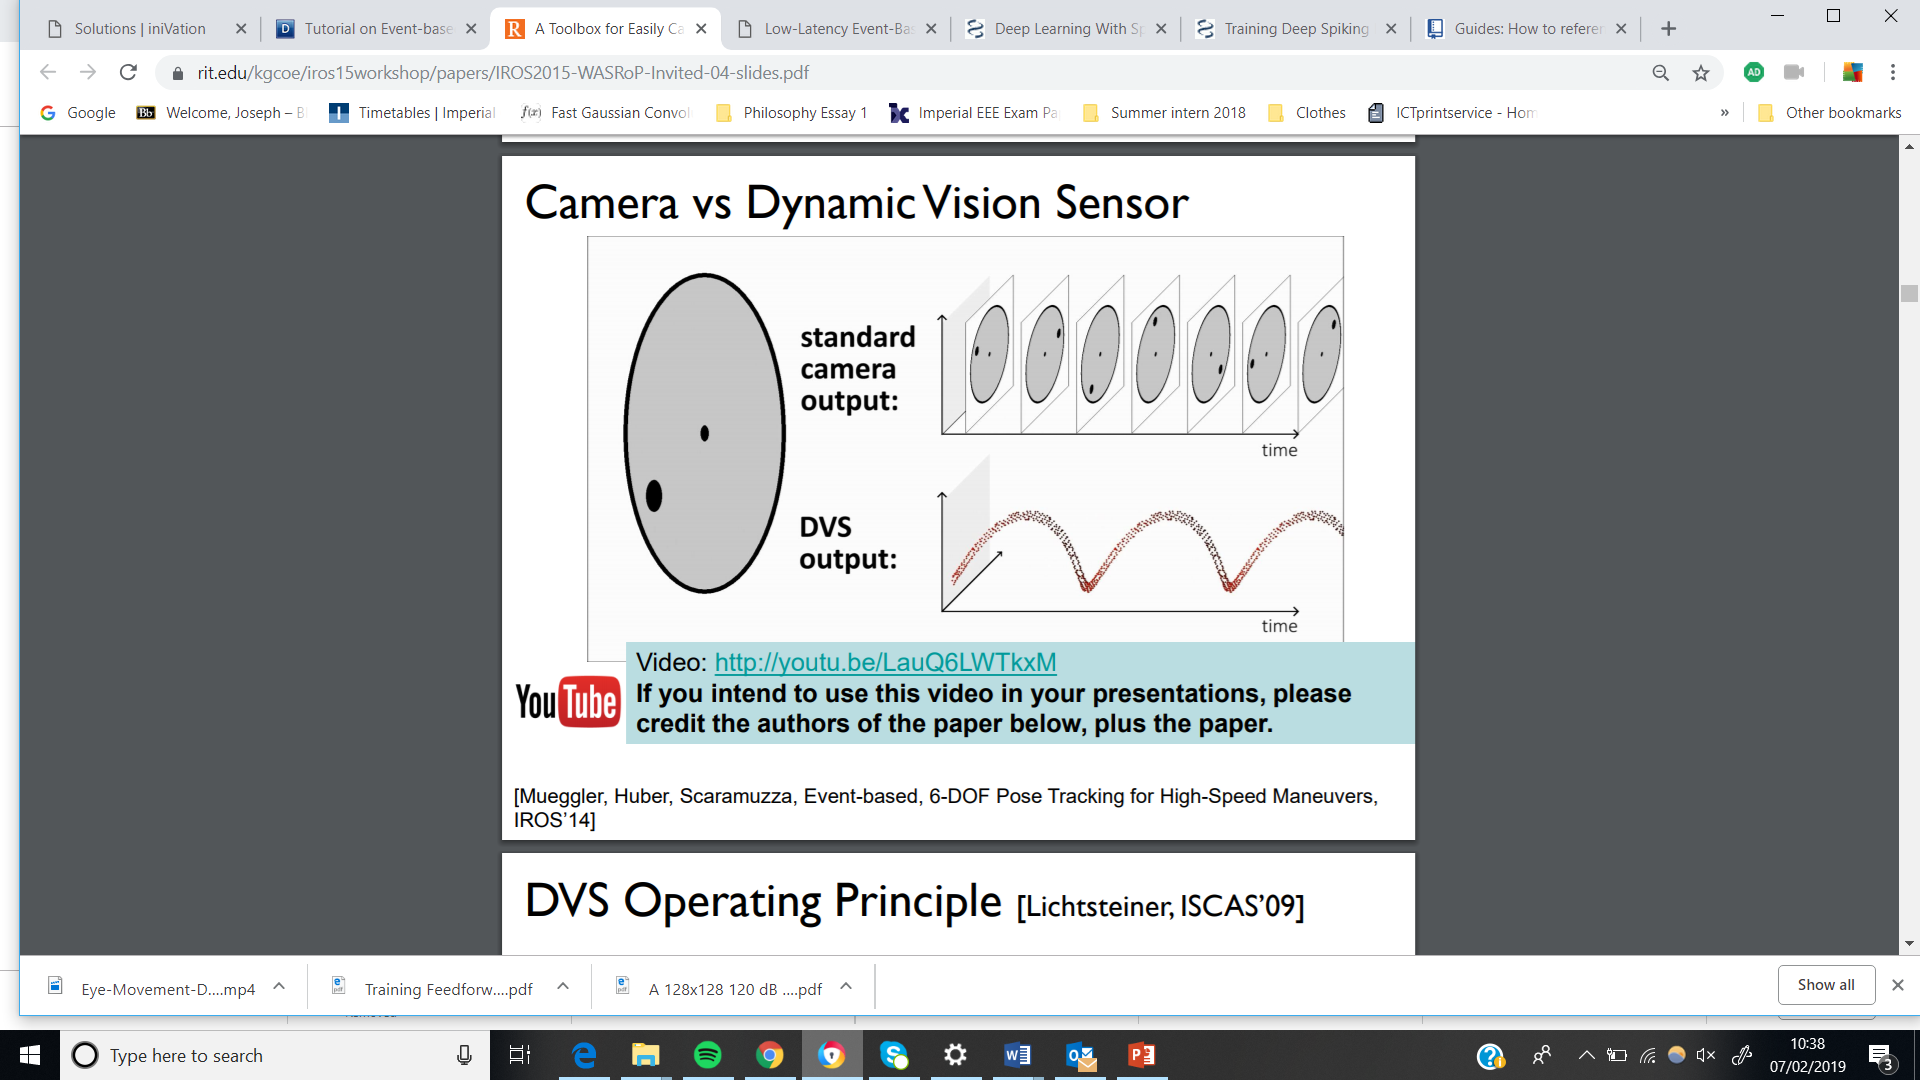 Solutions | iniVation
Tutorial on Event-base
A Toolbox for Easily Ca
Low-Latency Event-Bas
Deep Learning With Sp
Training Deep Spiking
Guides: How to referen
rit.edu/kgcoe/iros15workshop/papers/IROS2015-WASRoP-Invited-04-slides.pdf
AD
Google
Bb
Welcome, Joseph – B
Timetables | Imperial
f(x)
Fast Gaussian Convol
Philosophy Essay 1
Imperial EEE Exam Pa
Summer intern 2018
Clothes
ICTprintservice - Hom
»
Other bookmarks
Camera vs Dynamic Vision Sensor
standard
camera
output:
time
DVS
output:
time
YouTube
Video: http://youtu.be/LauQ6LWTkxM
If you intend to use this video in your presentations, please
credit the authors of the paper below, plus the paper.
[Mueggler, Huber, Scaramuzza, Event-based, 6-DOF Pose Tracking for High-Speed Maneuvers,
IROS’14]
DVS Operating Principle [Lichtsteiner, ISCAS’09]
Eye-Movement-D....mp4
Training Feedforw....pdf
A 128x128 120 dB ....pdf
Show all
Type here to search
10:38
07/02/2019
3